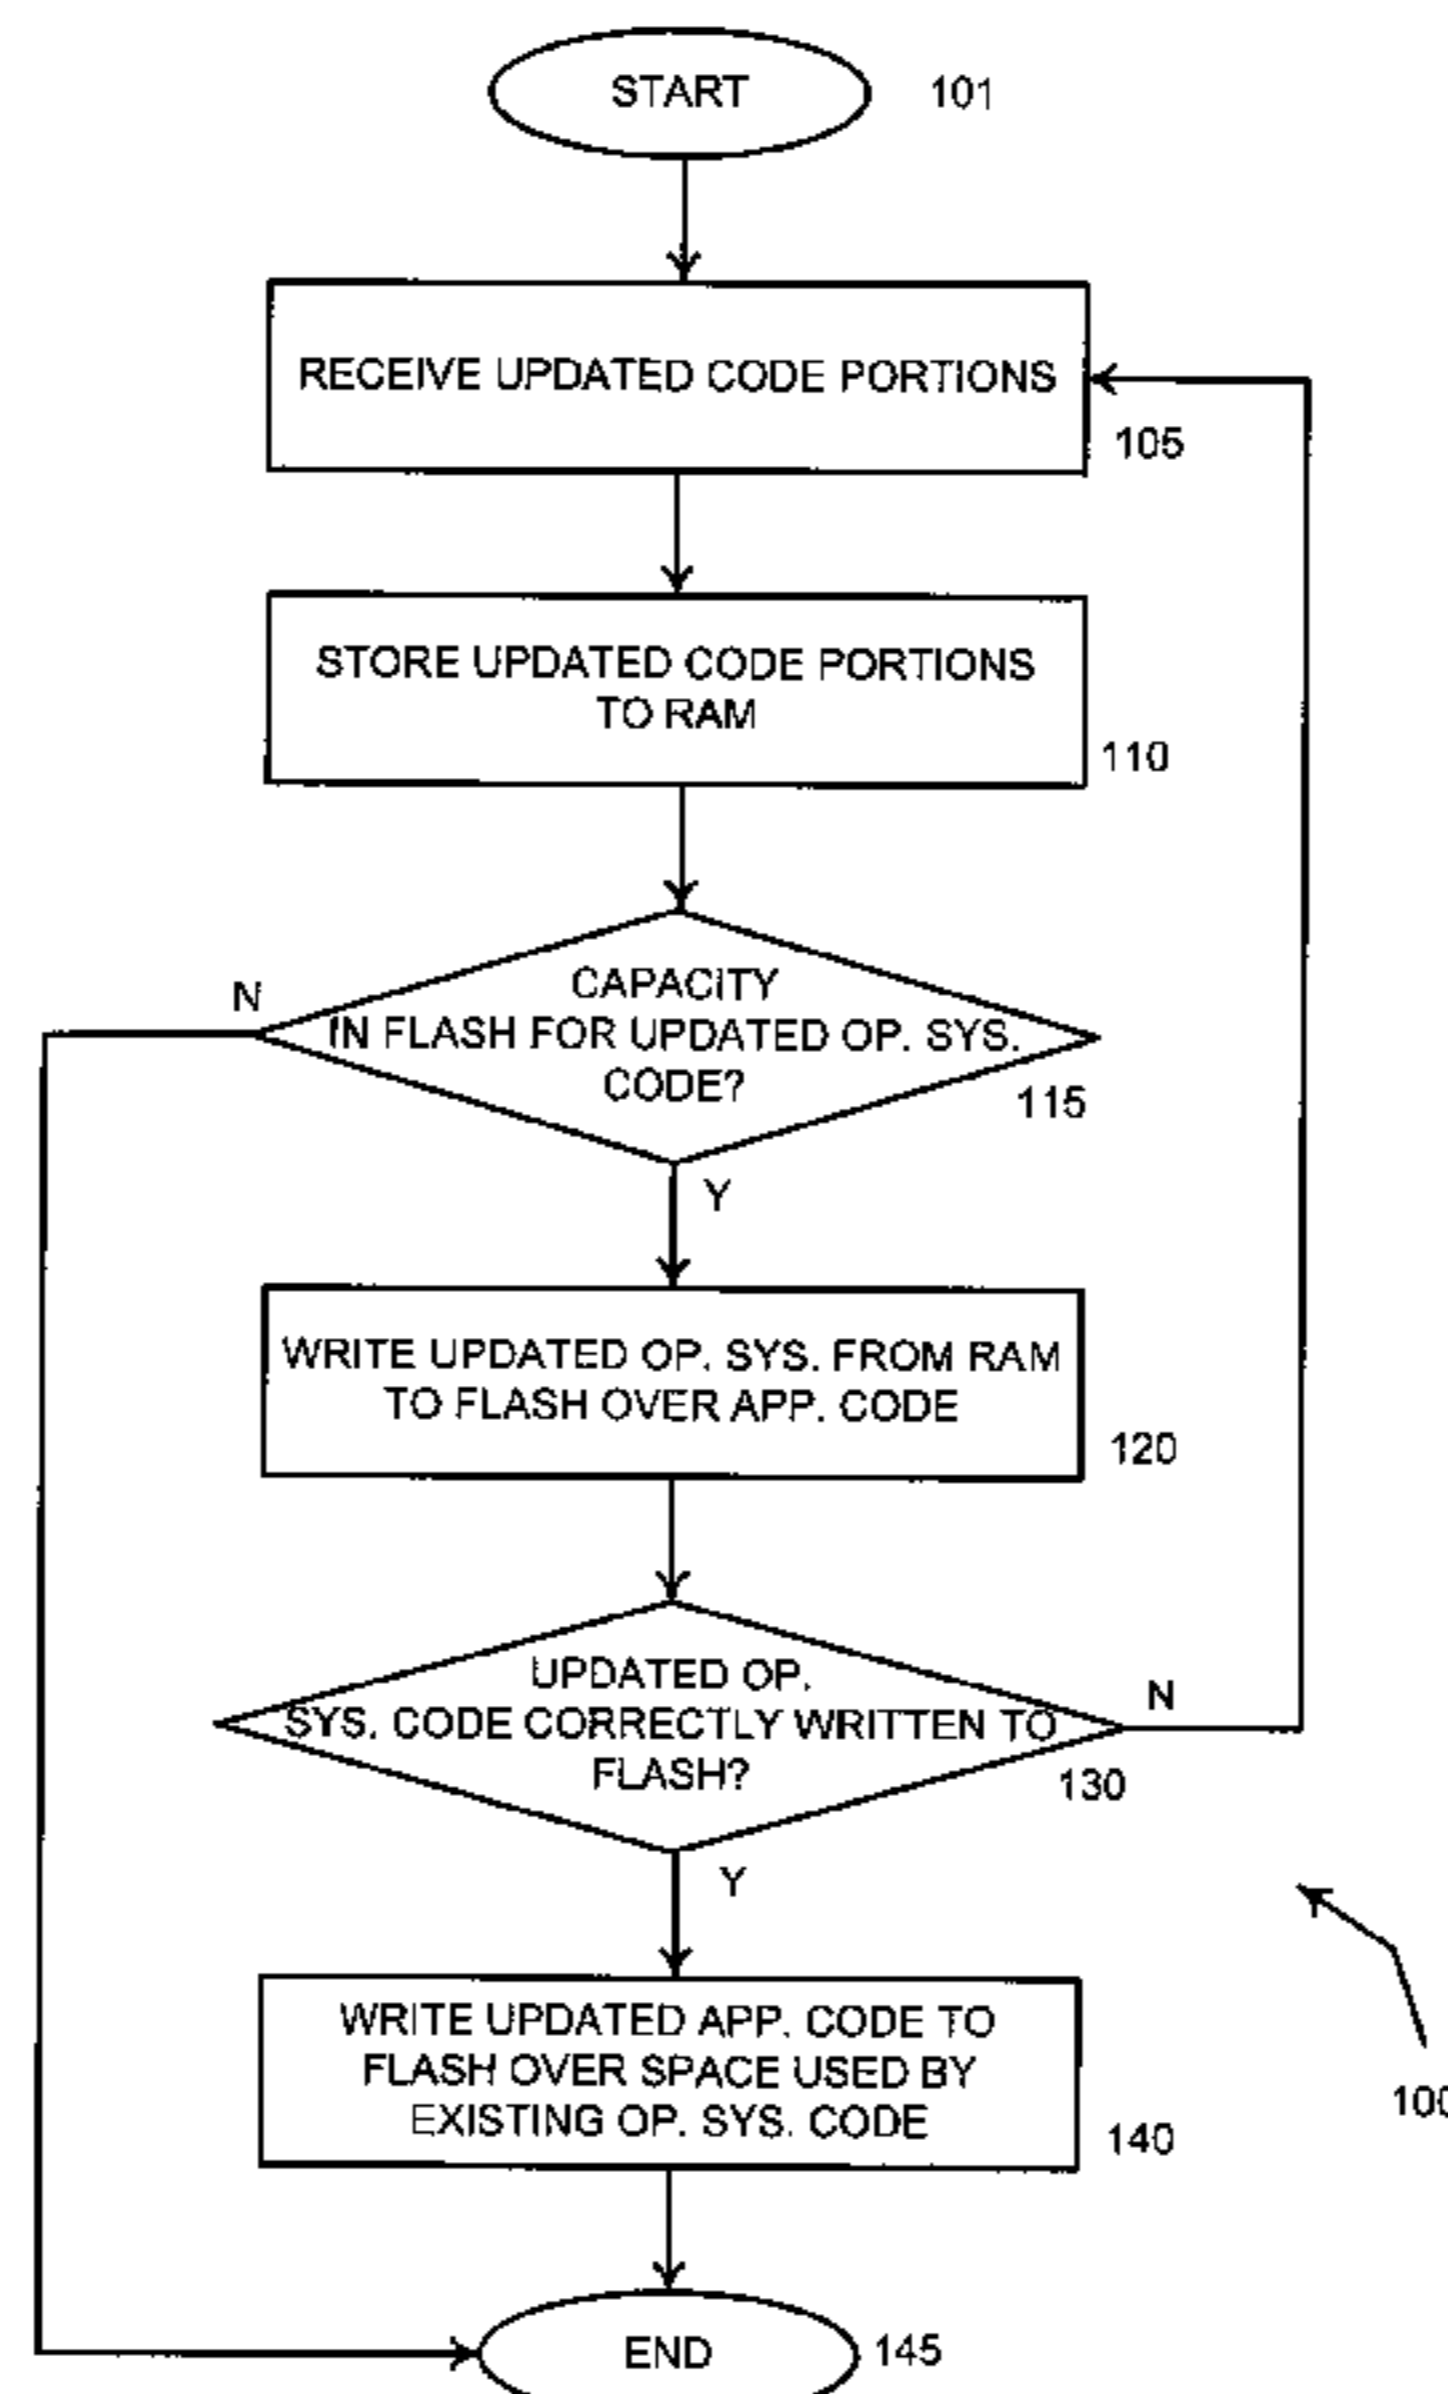 START
101
RECEIVE UPDATED CODE PORTIONS
105
STORE UPDATED CODE PORTIONS
TO RAM
110
CAPACITY
IN FLASH FOR UPDATED OP. SYS.
CODE?
N
115
Y
WRITE UPDATED OP. SYS. FROM RAM
TO FLASH OVER APP. CODE
120
UPDATED OP.
SYS. CODE CORRECTLY WRITTEN TO
FLASH?
N
130
Y
WRITE UPDATED APP. CODE TO
FLASH OVER SPACE USED BY
EXISTING OP. SYS. CODE
140
100
END
145